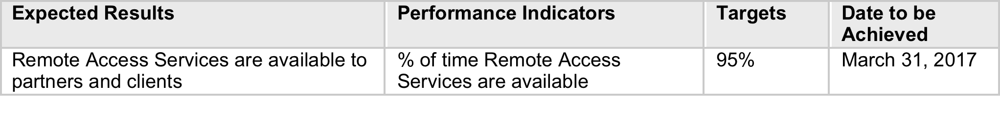 Expected Results
Performance Indicators
Targets
Date to be
Achieved
Remote Access Services are available to
partners and clients
% of time Remote Access
Services are available
95%
March 31, 2017